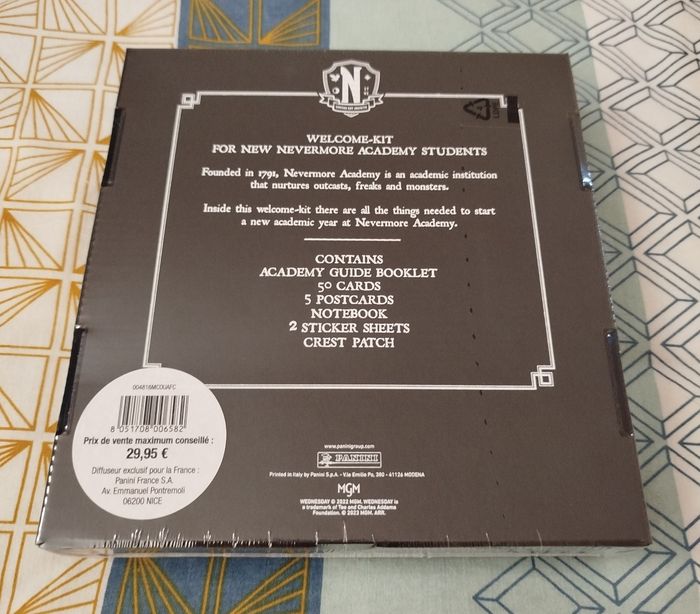 N
WELCOME-KIT
FOR NEW NEVERMORE ACADEMY STUDENTS
Founded in 1791, Nevermore Academy is an academic institution
that nurtures outcasts, freaks and monsters.
Inside this welcome-kit there are all the things needed to start
a new academic year at Nevermore Academy.
CONTAINS
ACADEMY GUIDE BOOKLET
50 CARDS
5 POSTCARDS
NOTEBOOK
2 STICKER SHEETS
CREST PATCH
004816MCOUAFC
8 051708 006582
Prix de vente maximum conseillé :
29,95 €
Diffuseur exclusif pour la France :
Panini France S.A.
Av. Emmanuel Pontremoli
06200 NICE
www.paninigroup.com
PANINI
Printed in Italy by Panini S.p.A. - Via Emilio Po, 380 - 41126 MODENA
MGM
WEDNESDAY © 2022 MGM. WEDNESDAY is
a trademark of Tee and Charles Addams
Foundation. © 2023 MGM. ARR.